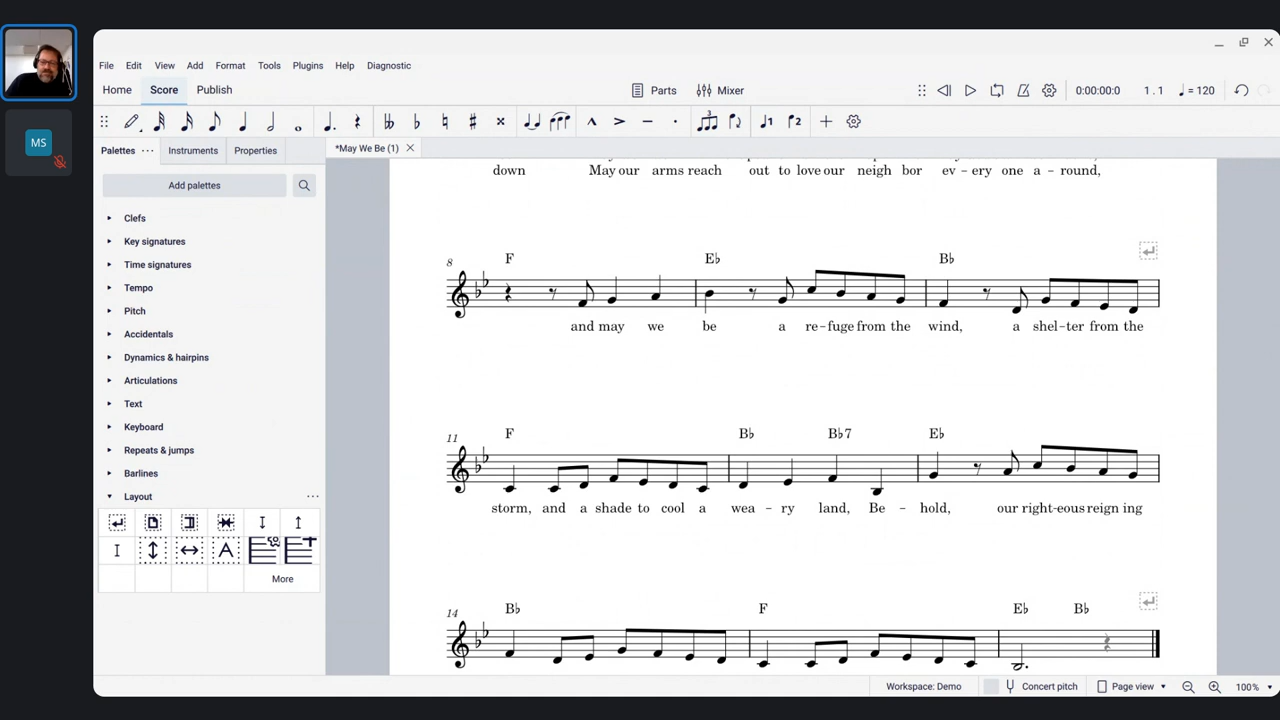 File Edit View Add Format Tools Plugins Help Diagnostic
Home Score Publish Parts Mixer 0:00:00:0 1 . 1 = 120
Palettes Instruments Properties *May We Be (1)
MS
Add palettes
down May our arms reach out to love our neigh bor ev - ery one a - round,
Clefs
Key signatures
Time signatures
Tempo
Pitch
Accidentals
Dynamics & hairpins
Articulations
Text
Keyboard
Repeats & jumps
Barlines
Layout
More
8 F E♭ B♭
and may we be a re - fuge from the wind, a shel - ter from the
11 F B♭ B♭7 E♭
storm, and a shade to cool a wea - ry land, Be - hold, our right - eous reign ing
14 B♭ F E♭ B♭
Workspace: Demo Concert pitch Page view 100%